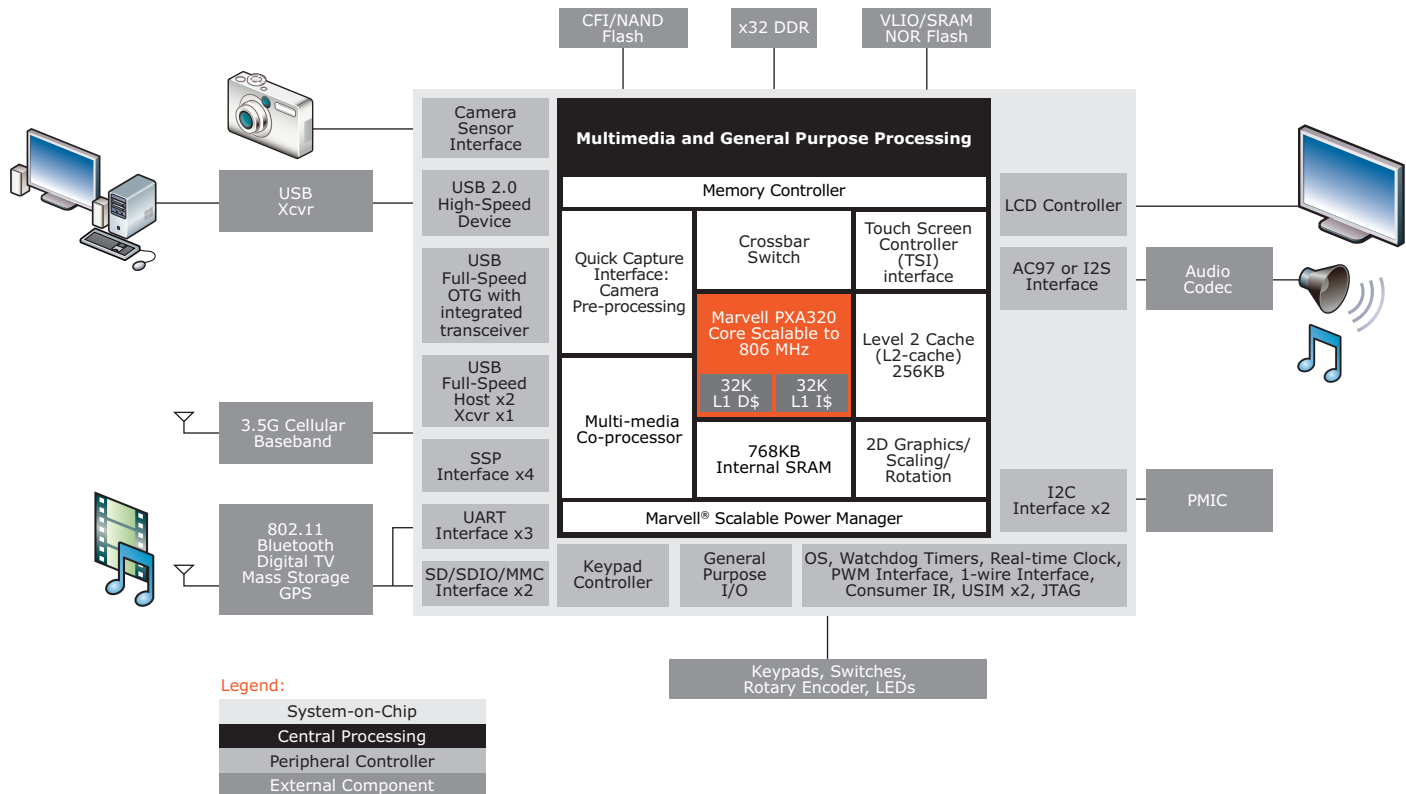 CFI/NAND
Flash
x32 DDR
VLIO/SRAM
NOR Flash
Camera
Sensor
Interface
Multimedia and General Purpose Processing
USB
Xcvr
USB 2.0
High-Speed
Device
Memory Controller
LCD Controller
Quick Capture
Interface:
Camera
Pre-processing
Crossbar
Switch
Touch Screen
Controller
(TSI)
interface
USB
Full-Speed
OTG with
integrated
transceiver
AC97 or I2S
Interface
Audio
Codec
Marvell PXA320
Core Scalable to
806 MHz
32K
L1 D$
32K
L1 I$
Level 2 Cache
(L2-cache)
256KB
USB
Full-Speed
Host x2
Xcvr x1
3.5G Cellular
Baseband
Multi-media
Co-processor
SSP
Interface x4
768KB
Internal SRAM
2D Graphics/
Scaling/
Rotation
I2C
Interface x2
PMIC
UART
Interface x3
Marvell® Scalable Power Manager
802.11
Bluetooth
Digital TV
Mass Storage
GPS
SD/SDIO/MMC
Interface x2
Keypad
Controller
General
Purpose
I/O
OS, Watchdog Timers, Real-time Clock,
PWM Interface, 1-wire Interface,
Consumer IR, USIM x2, JTAG
Keypads, Switches,
Rotary Encoder, LEDs
Legend:
System-on-Chip
Central Processing
Peripheral Controller
External Component